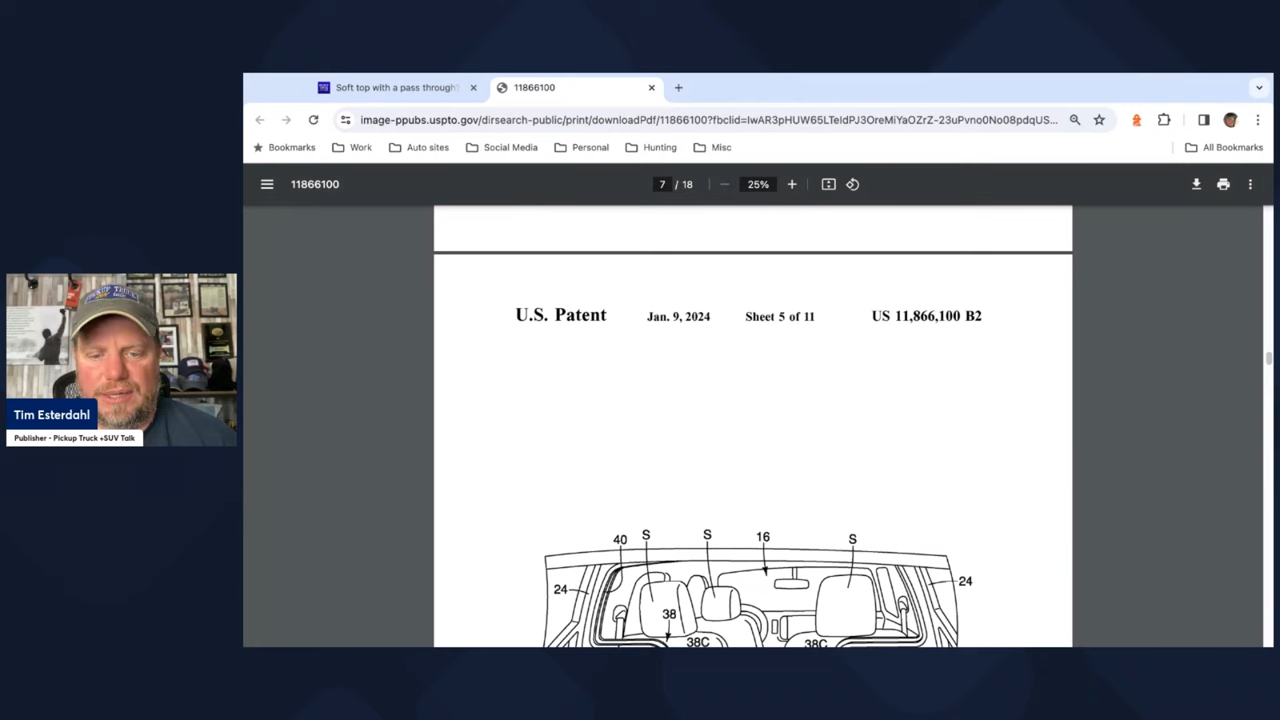 Soft top with a pass through?
11866100
image-ppubs.uspto.gov/dirsearch-public/print/downloadPdf/11866100?fbclid=IwAR3pHUW65LTeIdPJ3OreMiYaOZrZ-23uPvno0No08pdqUS...
Bookmarks Work Auto sites Social Media Personal Hunting Misc All Bookmarks
11866100 7 / 18 25%
U.S. Patent Jan. 9, 2024 Sheet 5 of 11 US 11,866,100 B2
40 S S 16 S
24 24
38
38C 38C
Tim Esterdahl
Publisher - Pickup Truck +SUV Talk